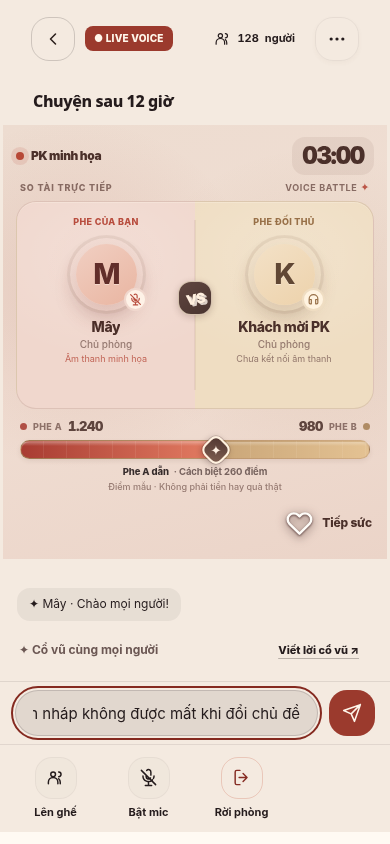 LIVE VOICE
128 người
Chuyện sau 12 giờ
PK minh họa
03:00
SO TÀI TRỰC TIẾP
VOICE BATTLE ✦
PHE CỦA BẠN
PHE ĐỐI THỦ
M
K
VS
Mây
Khách mời PK
Chủ phòng
Chủ phòng
Âm thanh minh họa
Chưa kết nối âm thanh
PHE A 1.240
980 PHE B
Phe A dẫn · Cách biệt 260 điểm
Điểm mẫu · Không phải tiền hay quà thật
Tiếp sức
✦ Mây · Chào mọi người!
✦ Cổ vũ cùng mọi người
Viết lời cổ vũ ↗
nháp không được mất khi đổi chủ đề
Lên ghế
Bật mic
Rời phòng